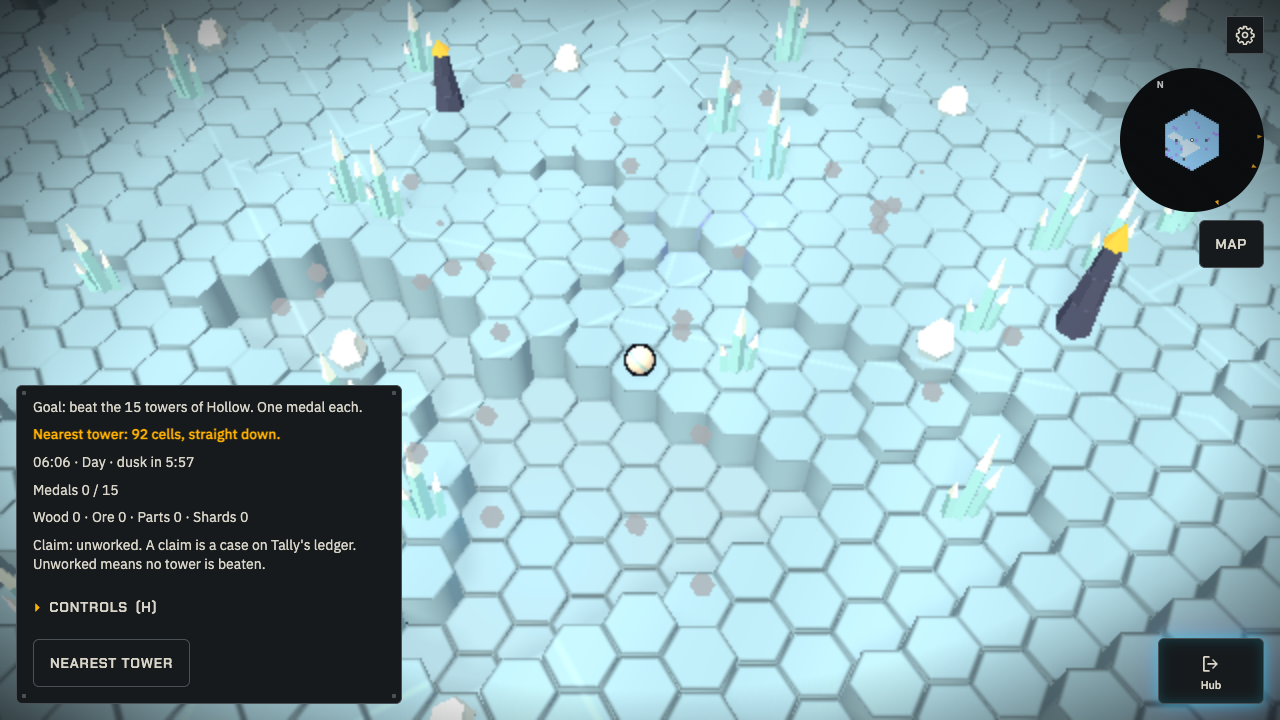 N
MAP
Goal: beat the 15 towers of Hollow. One medal each.
Nearest tower: 92 cells, straight down.
06:06 · Day · dusk in 5:57
Medals 0 / 15
Wood 0 · Ore 0 · Parts 0 · Shards 0
Claim: unworked. A claim is a case on Tally's ledger.
Unworked means no tower is beaten.
CONTROLS (H)
NEAREST TOWER
Hub